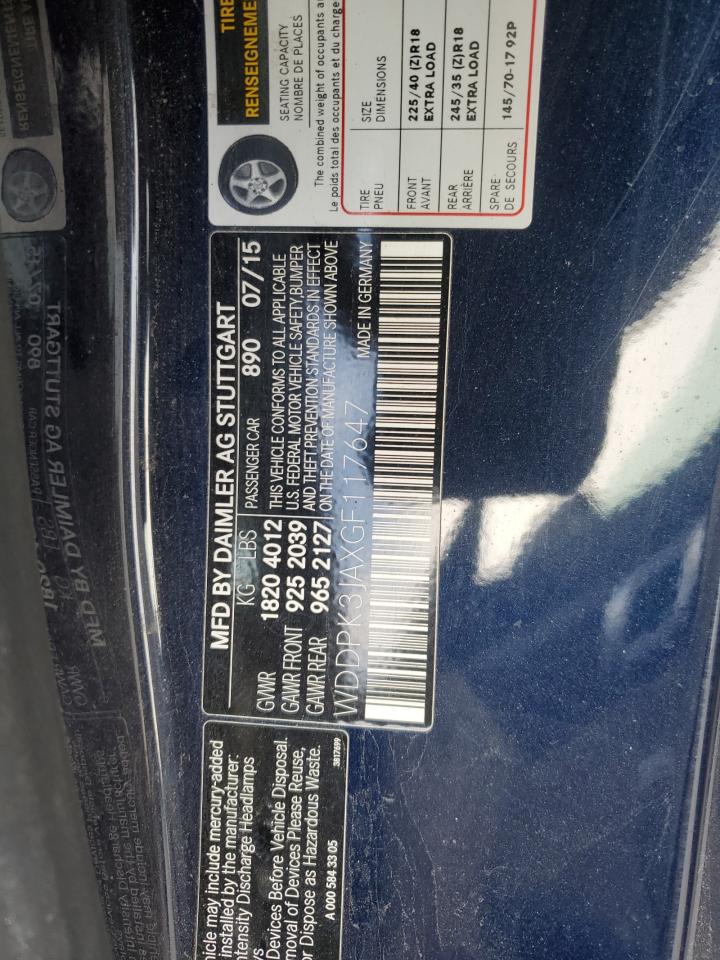 MFD BY DAIMLER AG STUTTGART
KG LBS PASSENGER CAR 890 07/15
GVWR 1820 4012 THIS VEHICLE CONFORMS TO ALL APPLICABLE
GAWR FRONT 925 2039 U.S. FEDERAL MOTOR VEHICLE SAFETY, BUMPER
GAWR REAR 965 2127 AND THEFT PREVENTION STANDARDS IN EFFECT
ON THE DATE OF MANUFACTURE SHOWN ABOVE
WDDPK3JAXGF117647 MADE IN GERMANY
TIRE
RENSEIGNEME
SEATING CAPACITY
NOMBRE DE PLACES
The combined weight of occupants a
Le poids total des occupants et du charge
TIRE SIZE
PNEU DIMENSIONS
FRONT 225/40 (Z)R18
AVANT EXTRA LOAD
REAR 245/35 (Z)R18
ARRIÈRE EXTRA LOAD
SPARE: 145/70-17 92P
DE SECOURS
hicle may include mercury-added
installed by the manufacturer:
ntensity Discharge Headlamps
ys
Devices Before Vehicle Disposal.
moval of Devices Please Reuse,
or Dispose as Hazardous Waste.
A 000 584 33 05 3817699